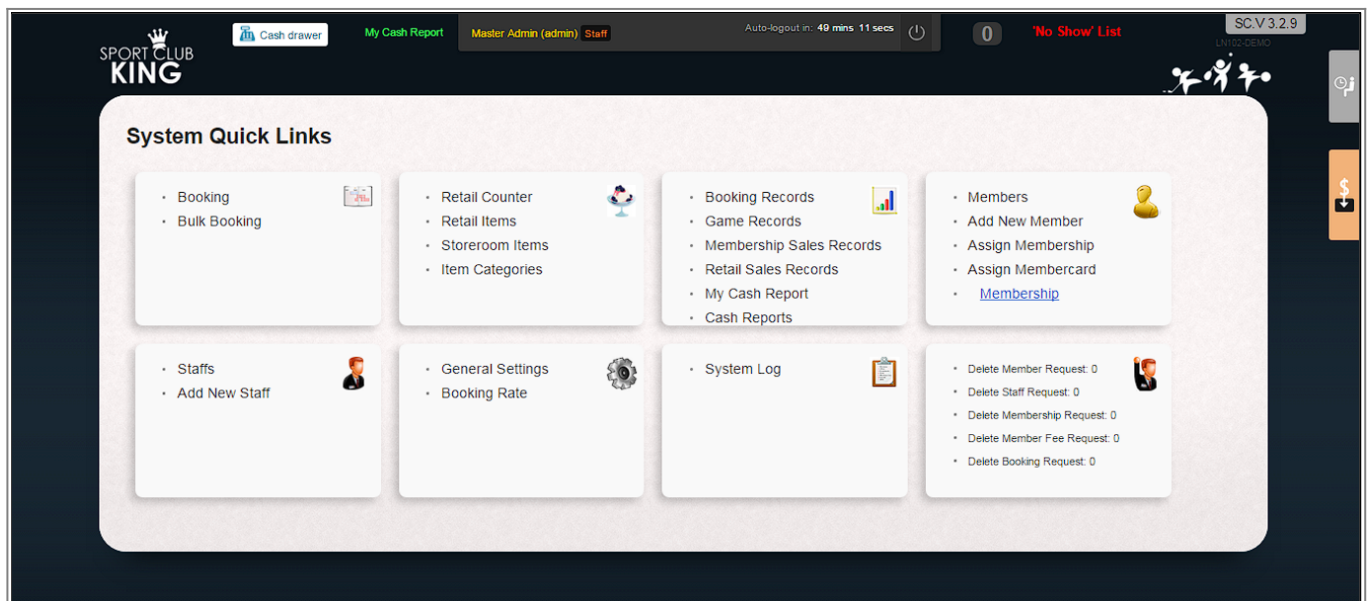 SPORT CLUB
KING
Cash drawer
My Cash Report
Master Admin (admin) Staff
Auto-logout in: 49 mins 11 secs
0
'No Show' List
SC.V 3.2.9
LN102-DEMO
System Quick Links
Booking
Bulk Booking
Retail Counter
Retail Items
Storeroom Items
Item Categories
Booking Records
Game Records
Membership Sales Records
Retail Sales Records
My Cash Report
Cash Reports
Members
Add New Member
Assign Membership
Assign Membercard
Membership
$
Staffs
Add New Staff
General Settings
Booking Rate
System Log
Delete Member Request: 0
Delete Staff Request: 0
Delete Membership Request: 0
Delete Member Fee Request: 0
Delete Booking Request: 0